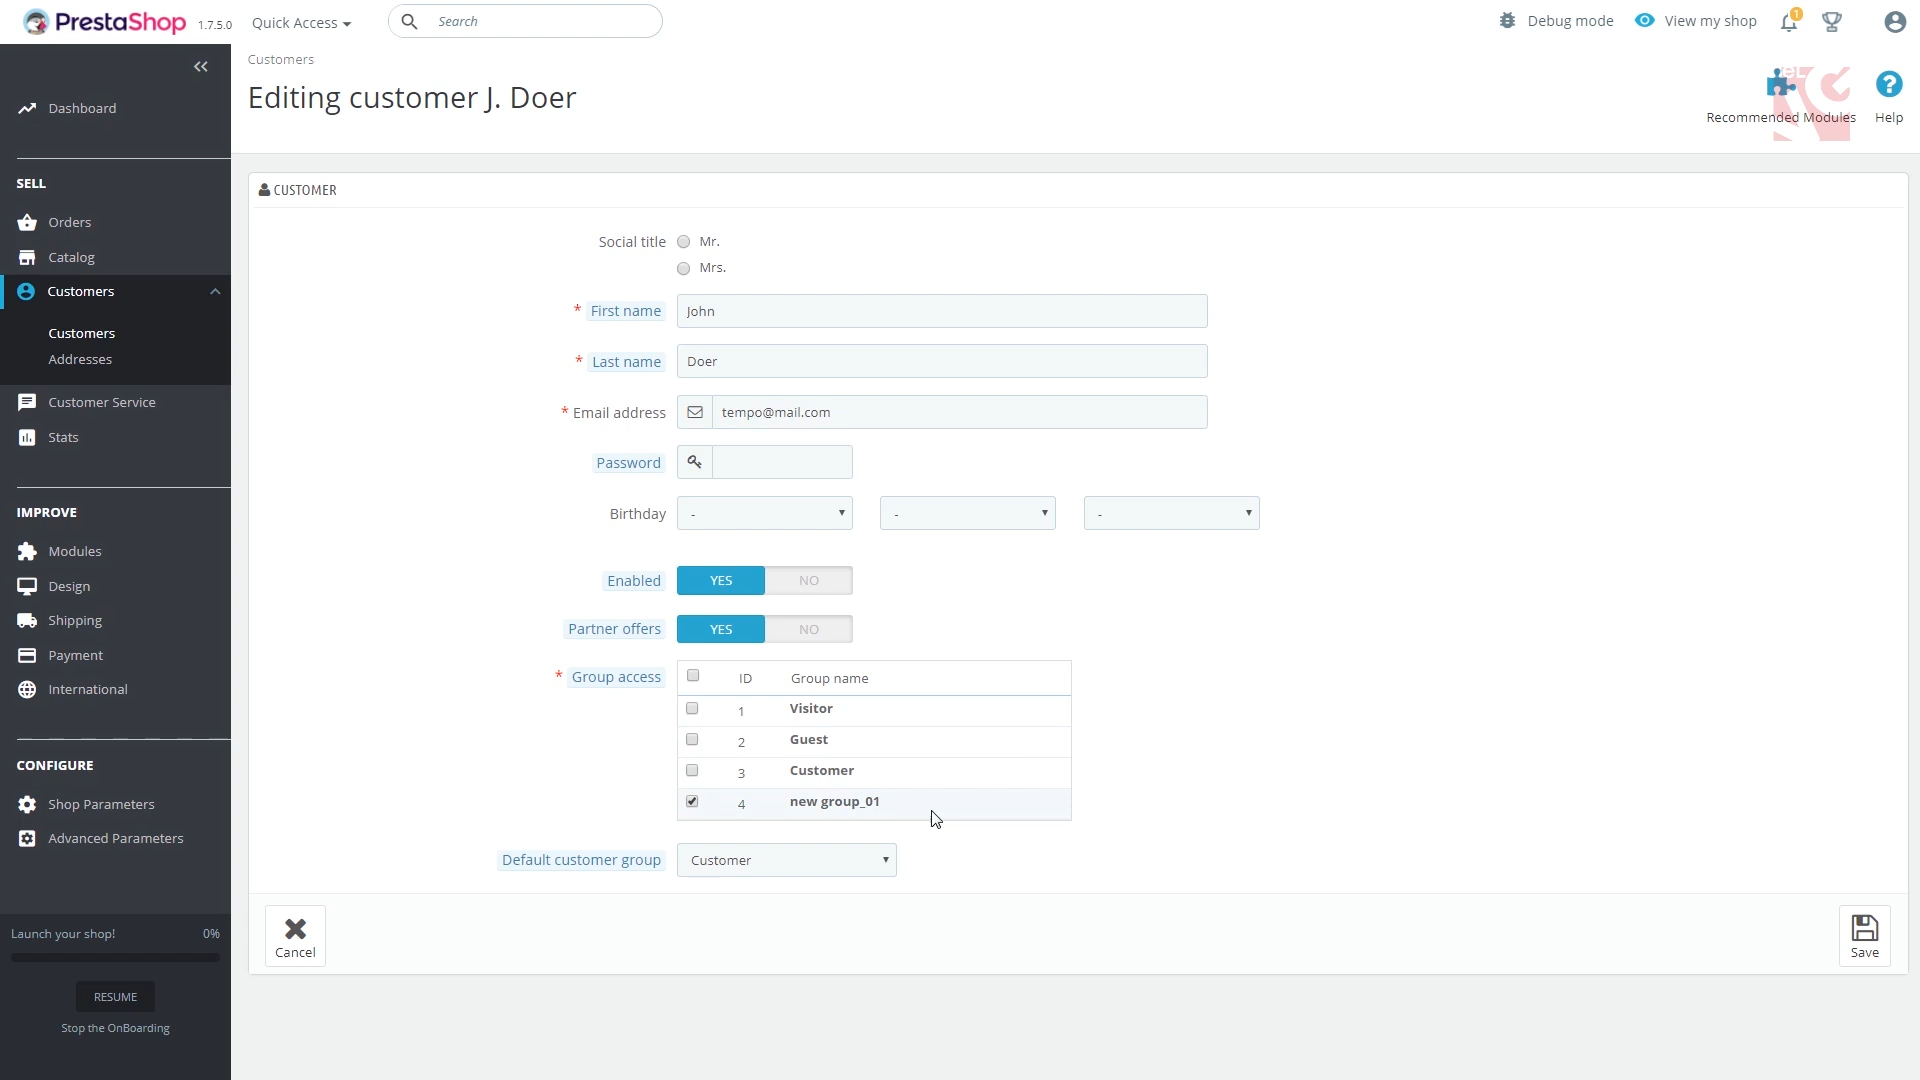 PrestaShop 1.7.5.0 Quick Access Search Debug mode View my shop 1
Customers
Editing customer J. Doer
Recommended Modules Help
Dashboard
SELL
Orders
Catalog
Customers
Customers
Addresses
Customer Service
Stats
IMPROVE
Modules
Design
Shipping
Payment
International
CONFIGURE
Shop Parameters
Advanced Parameters
Launch your shop! 0%
RESUME
Stop the OnBoarding
CUSTOMER
Social title Mr.
Mrs.
* First name John
* Last name Doer
* Email address tempo@mail.com
Password
Birthday - - -
Enabled YES NO
Partner offers YES NO
* Group access ID Group name
1 Visitor
2 Guest
3 Customer
4 new group_01
Default customer group Customer
Cancel Save